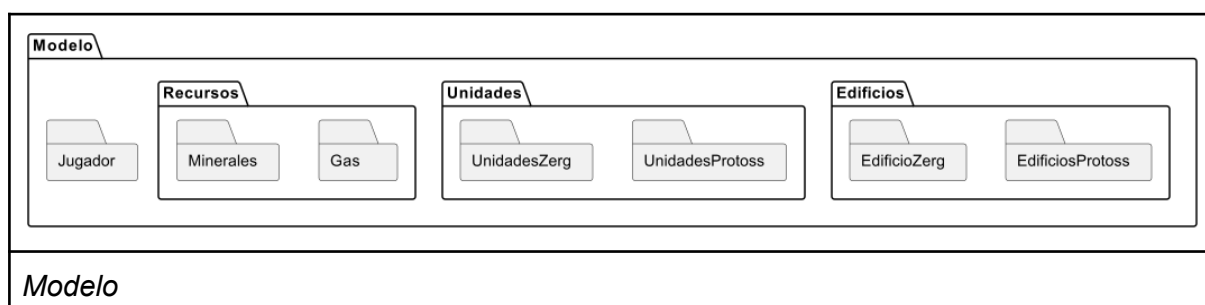 Modelo
Recursos
Unidades
Edificios
Jugador
Minerales
Gas
UnidadesZerg
UnidadesProtoss
EdificioZerg
EdificiosProtoss
Modelo